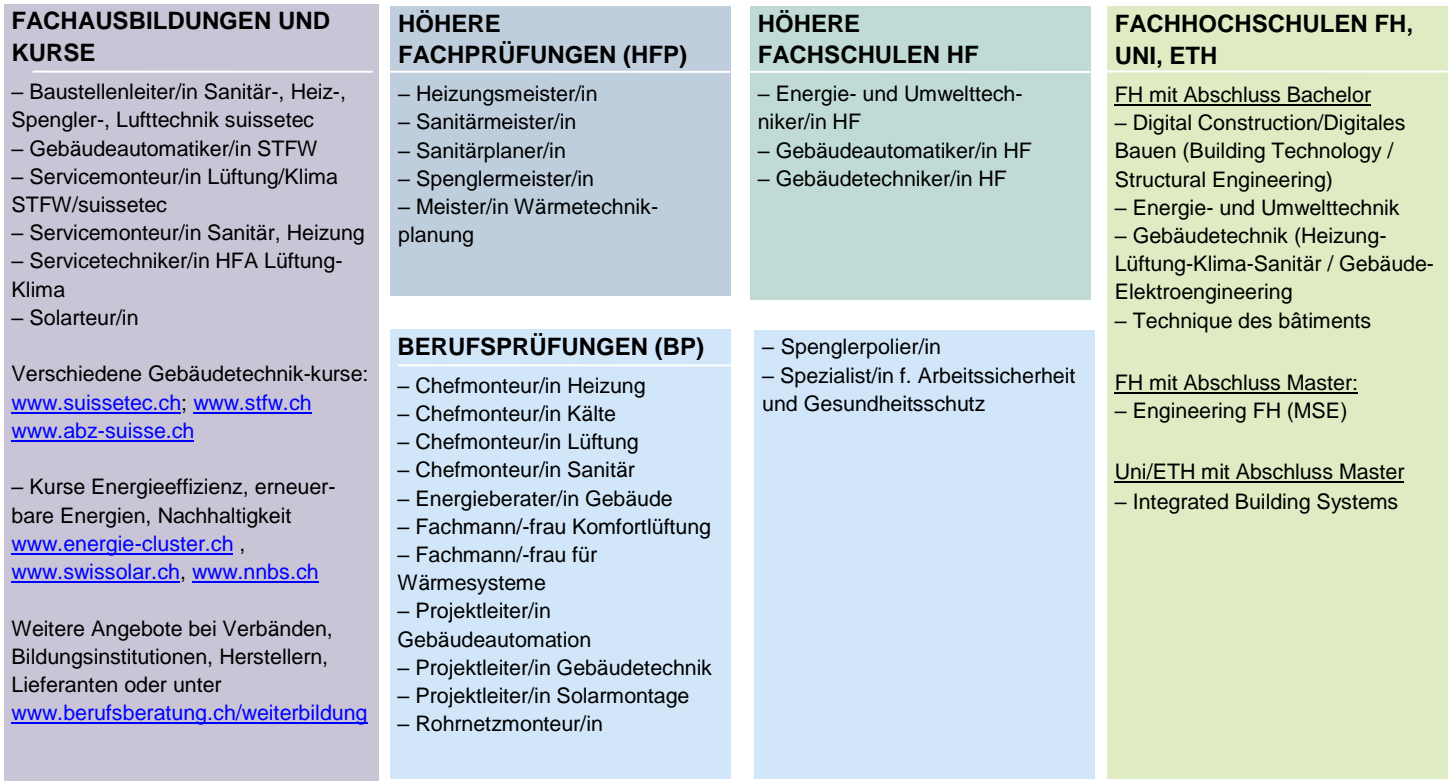 FACHAUSBILDUNGEN UND
KURSE
– Baustellenleiter/in Sanitär-, Heiz-,
Spengler-, Lufttechnik suissetec
– Gebäudeautomatiker/in STFW
– Servicemonteur/in Lüftung/Klima
STFW/suissetec
– Servicemonteur/in Sanitär, Heizung
– Servicetechniker/in HFA Lüftung-
Klima
– Solarteur/in
Verschiedene Gebäudetechnik-kurse:
www.suissetec.ch; www.stfw.ch
www.abz-suisse.ch
– Kurse Energieeffizienz, erneuer-
bare Energien, Nachhaltigkeit
www.energie-cluster.ch ,
www.swissolar.ch, www.nnbs.ch
Weitere Angebote bei Verbänden,
Bildungsinstitutionen, Herstellern,
Lieferanten oder unter
www.berufsberatung.ch/weiterbildung
HÖHERE
FACHPRÜFUNGEN (HFP)
– Heizungsmeister/in
– Sanitärmeister/in
– Sanitärplaner/in
– Spenglermeister/in
– Meister/in Wärmetechnik-
planung
HÖHERE
FACHSCHULEN HF
– Energie- und Umwelttech-
niker/in HF
– Gebäudeautomatiker/in HF
– Gebäudetechniker/in HF
BERUFSPRÜFUNGEN (BP)
– Chefmonteur/in Heizung
– Chefmonteur/in Kälte
– Chefmonteur/in Lüftung
– Chefmonteur/in Sanitär
– Energieberater/in Gebäude
– Fachmann/-frau Komfortlüftung
– Fachmann/-frau für
Wärmesysteme
– Projektleiter/in
Gebäudeautomation
– Projektleiter/in Gebäudetechnik
– Projektleiter/in Solarmontage
– Rohrnetzmonteur/in
– Spenglerpolier/in
– Spezialist/in f. Arbeitssicherheit
und Gesundheitsschutz
FACHHOCHSCHULEN FH,
UNI, ETH
FH mit Abschluss Bachelor
– Digital Construction/Digitales
Bauen (Building Technology /
Structural Engineering)
– Energie- und Umwelttechnik
– Gebäudetechnik (Heizung-
Lüftung-Klima-Sanitär / Gebäude-
Elektroengineering
– Technique des bâtiments
FH mit Abschluss Master:
– Engineering FH (MSE)
Uni/ETH mit Abschluss Master
– Integrated Building Systems